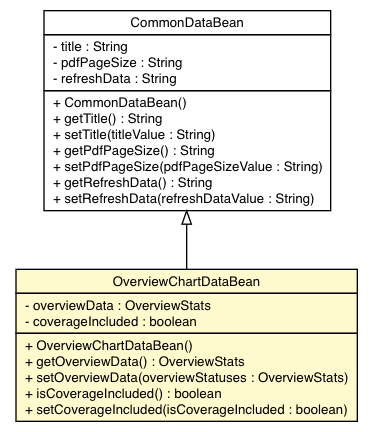 CommonDataBean
- title : String
- pdfPageSize : String
- refreshData : String
+ CommonDataBean()
+ getTitle() : String
+ setTitle(titleValue : String)
+ getPdfPageSize() : String
+ setPdfPageSize(pdfPageSizeValue : String)
+ getRefreshData() : String
+ setRefreshData(refreshDataValue : String)
OverviewChartDataBean
- overviewData : OverviewStats
- coverageIncluded : boolean
+ OverviewChartDataBean()
+ getOverviewData() : OverviewStats
+ setOverviewData(overviewStatuses : OverviewStats)
+ isCoverageIncluded() : boolean
+ setCoverageIncluded(isCoverageIncluded : boolean)